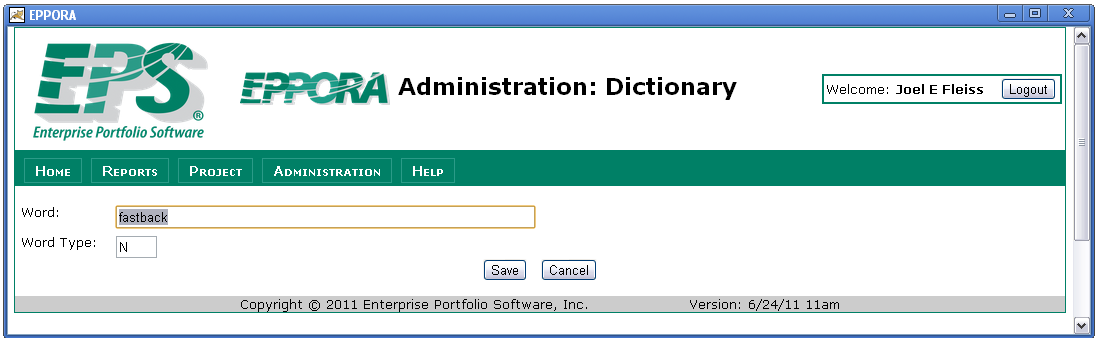 EPPORA
EPS®
Enterprise Portfolio Software
EPPORA Administration: Dictionary
Welcome: Joel E Fleiss Logout
Home Reports Project Administration Help
Word: fastback
Word Type: N
Save Cancel
Copyright © 2011 Enterprise Portfolio Software, Inc. Version: 6/24/11 11am